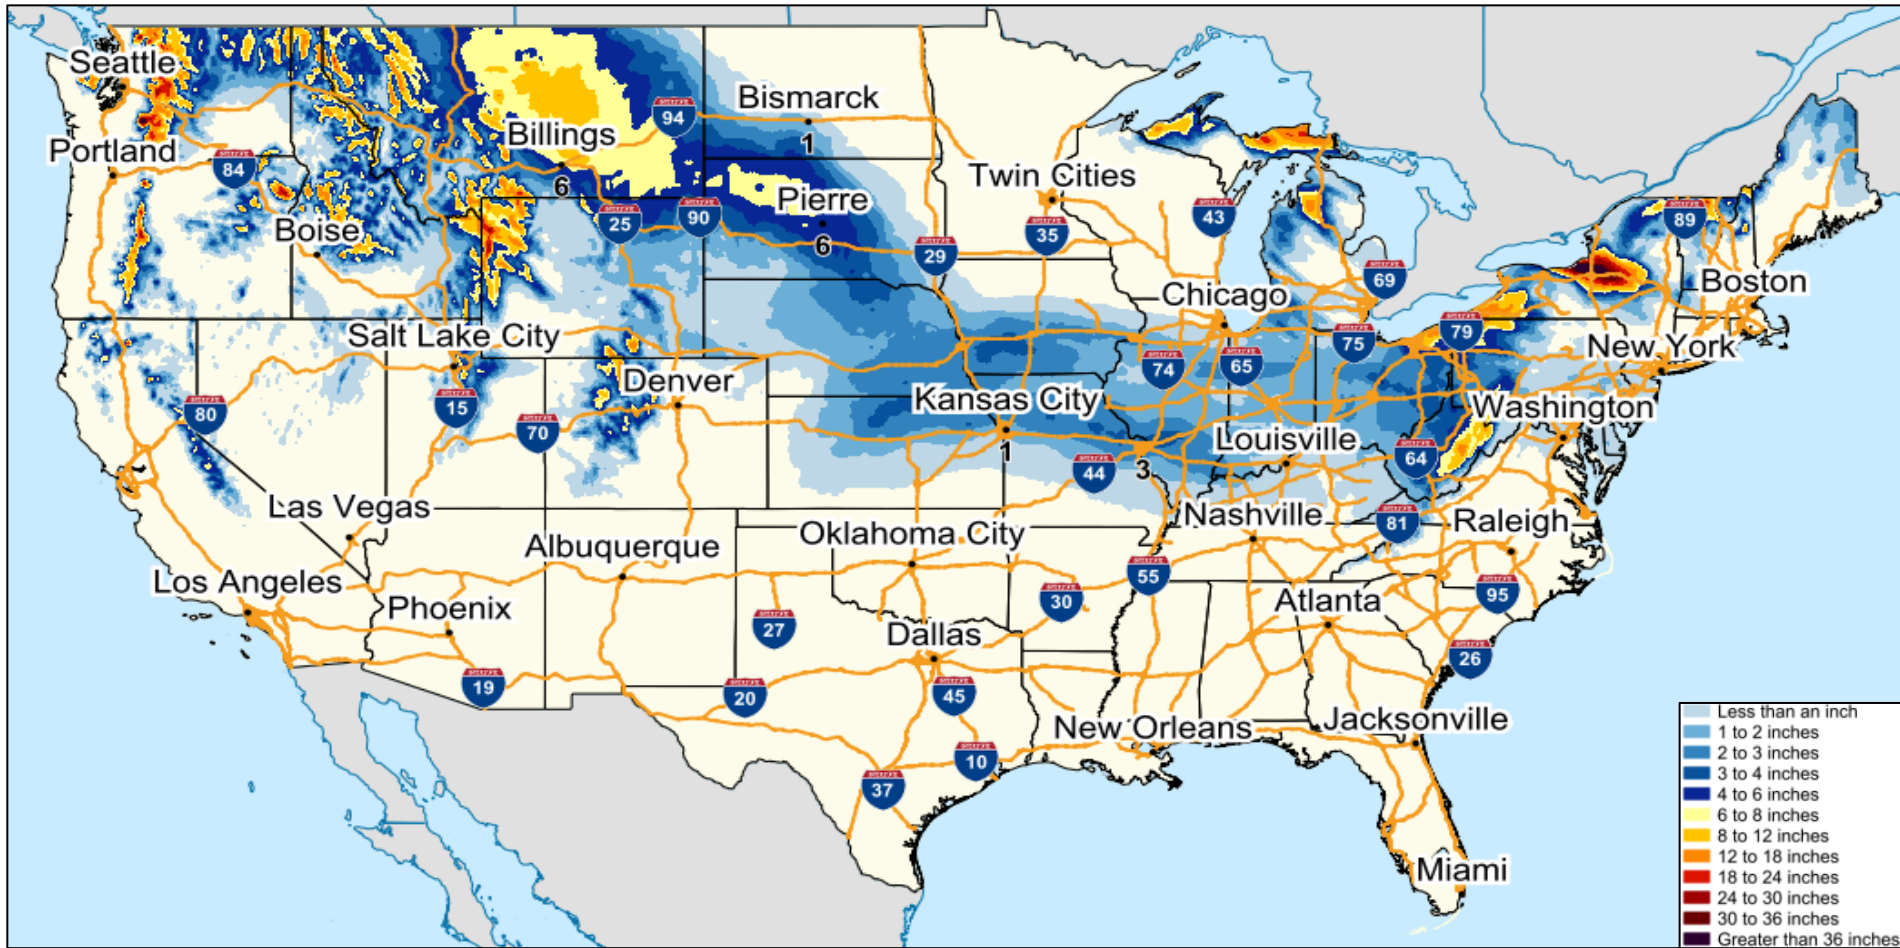 Seattle
Bismarck
94
Billings
1
Portland
84
6
Twin Cities
Pierre
25
90
43
35
89
Boise
6
29
69
Boston
Chicago
Salt Lake City
79
75
New York
74
65
Denver
15
80
Kansas City
Washington
70
1
Louisville
64
44
3
Las Vegas
Nashville
81
Raleigh
Oklahoma City
Albuquerque
55
Los Angeles
Phoenix
30
95
Atlanta
27
Dallas
26
19
20
45
New Orleans
Jacksonville
10
37
Miami
Less than an inch
1 to 2 inches
2 to 3 inches
3 to 4 inches
4 to 6 inches
6 to 8 inches
8 to 12 inches
12 to 18 inches
18 to 24 inches
24 to 30 inches
30 to 36 inches
Greater than 36 inches